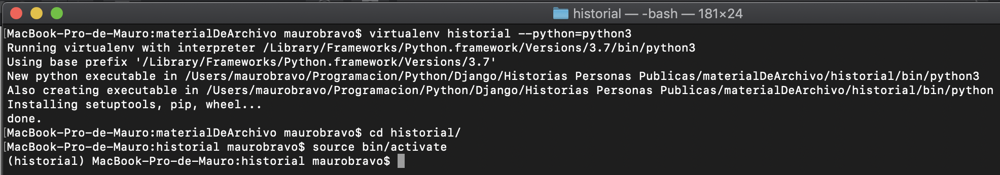 historial — -bash — 181×24
[MacBook-Pro-de-Mauro:materialDeArchivo maurobravo$ virtualenv historial --python=python3
Running virtualenv with interpreter /Library/Frameworks/Python.framework/Versions/3.7/bin/python3
Using base prefix '/Library/Frameworks/Python.framework/Versions/3.7'
New python executable in /Users/maurobravo/Programacion/Python/Django/Historias Personas Publicas/materialDeArchivo/historial/bin/python3
Also creating executable in /Users/maurobravo/Programacion/Python/Django/Historias Personas Publicas/materialDeArchivo/historial/bin/python
Installing setuptools, pip, wheel...
done.
[MacBook-Pro-de-Mauro:materialDeArchivo maurobravo$ cd historial/
[MacBook-Pro-de-Mauro:historial maurobravo$ source bin/activate
(historial) MacBook-Pro-de-Mauro:historial maurobravo$